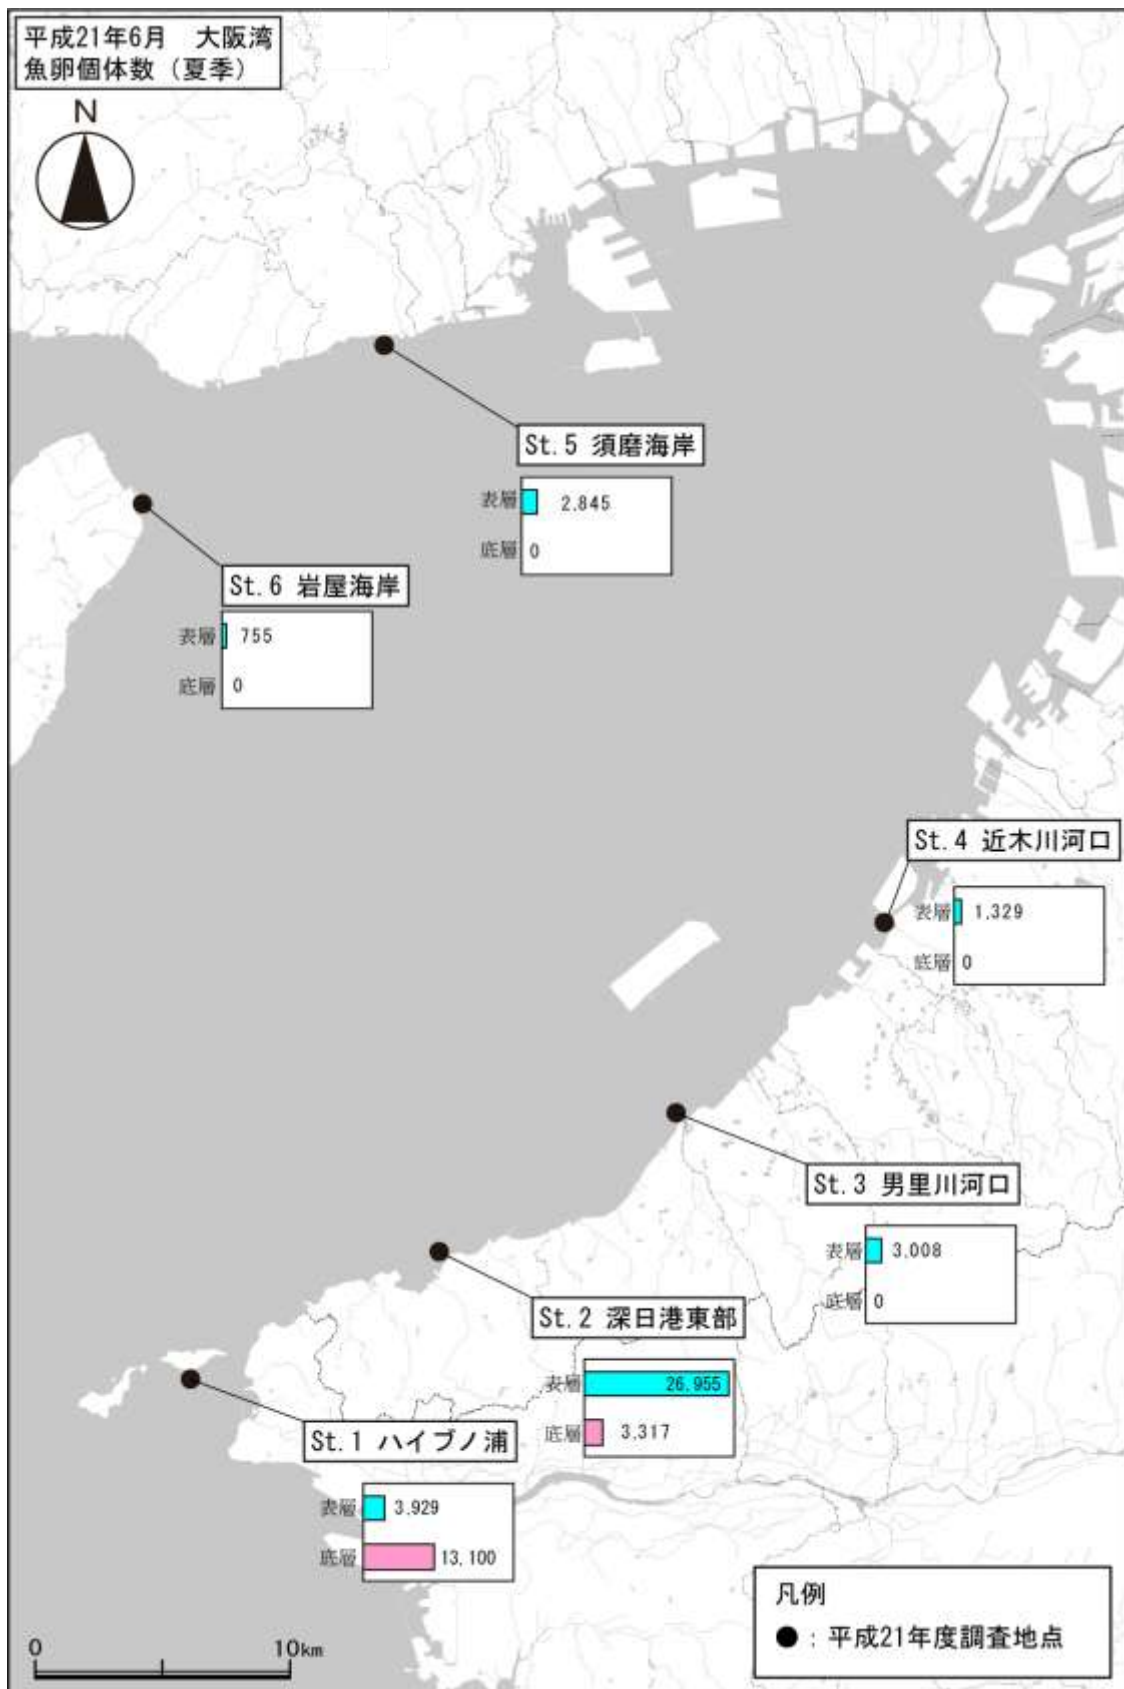 平成21年6月　大阪湾
魚卵個体数（夏季）
N
St.5 須磨海岸
表層 2,845
底層 0
St.6 岩屋海岸
表層 755
底層 0
St.4 近木川河口
表層 1,329
底層 0
St.3 男里川河口
表層 3,008
底層 0
St.2 深日港東部
表層 26,955
底層 3,317
St.1 ハイブノ浦
表層 3,929
底層 13,100
凡例
●：平成21年度調査地点
0 10km